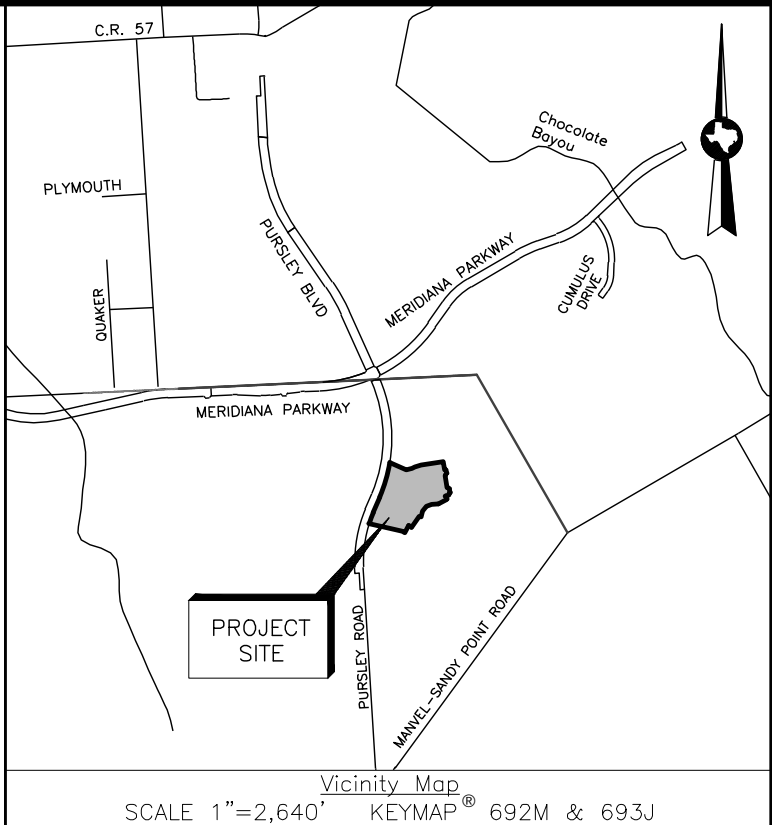 C.R. 57
Chocolate
Bayou
PLYMOUTH
PURSLEY BLVD
MERIDIANA PARKWAY
CUMULUS
DRIVE
QUAKER
MERIDIANA PARKWAY
PROJECT
SITE
PURSLEY ROAD
MANVEL-SANDY POINT ROAD
Vicinity Map
SCALE 1"=2,640' KEYMAP® 692M & 693J